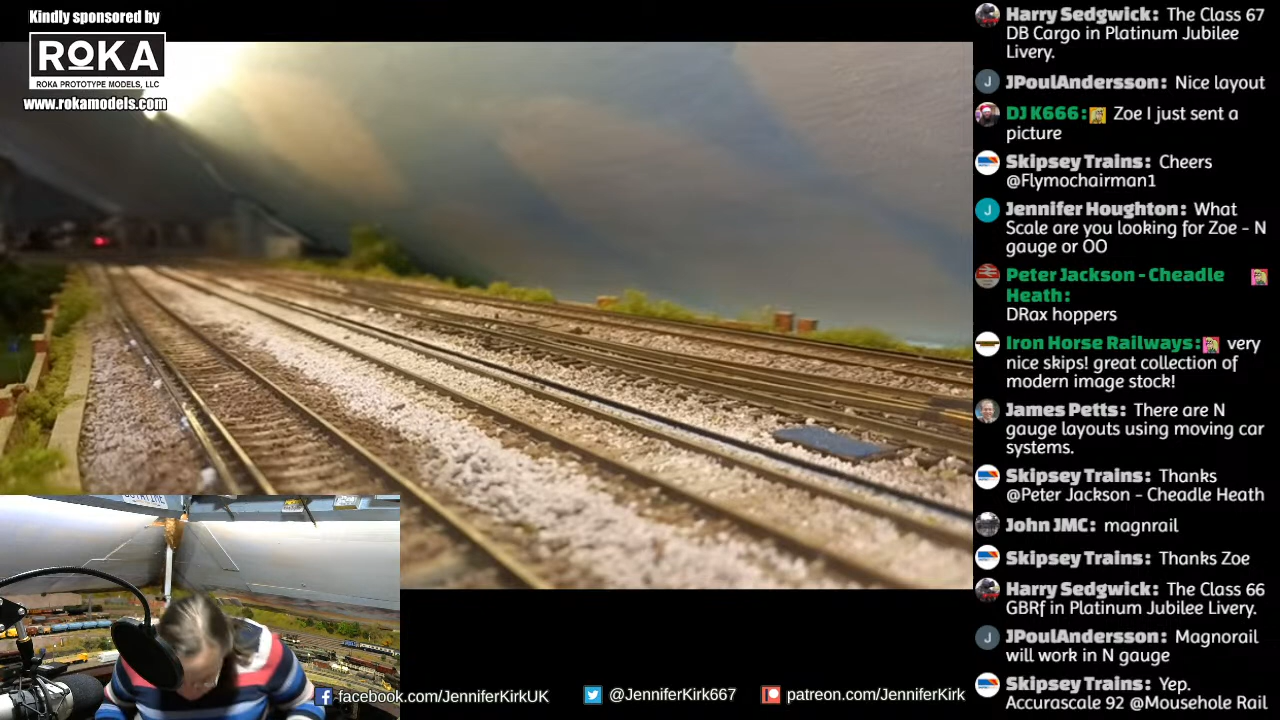 Kindly sponsored by
ROKA
ROKA PROTOTYPE MODELS, LLC
www.rokamodels.com
Harry Sedgwick: The Class 67
DB Cargo in Platinum Jubilee
Livery.
J JPoulAndersson: Nice layout
DJ K666: Zoe I just sent a
picture
Skipsey Trains: Cheers
@Flymochairman1
J Jennifer Houghton: What
Scale are you looking for Zoe - N
gauge or OO
Peter Jackson - Cheadle
Heath:
DRax hoppers
Iron Horse Railways: very
nice skips! great collection of
modern image stock!
James Petts: There are N
gauge layouts using moving car
systems.
Skipsey Trains: Thanks
@Peter Jackson - Cheadle Heath
John JMC: magnrail
Skipsey Trains: Thanks Zoe
Harry Sedgwick: The Class 66
GBRf in Platinum Jubilee Livery.
J JPoulAndersson: Magnorail
will work in N gauge
Skipsey Trains: Yep.
Accurascale 92 @Mousehole Rail
facebook.com/JenniferKirkUK
@JenniferKirk667
patreon.com/JenniferKirk